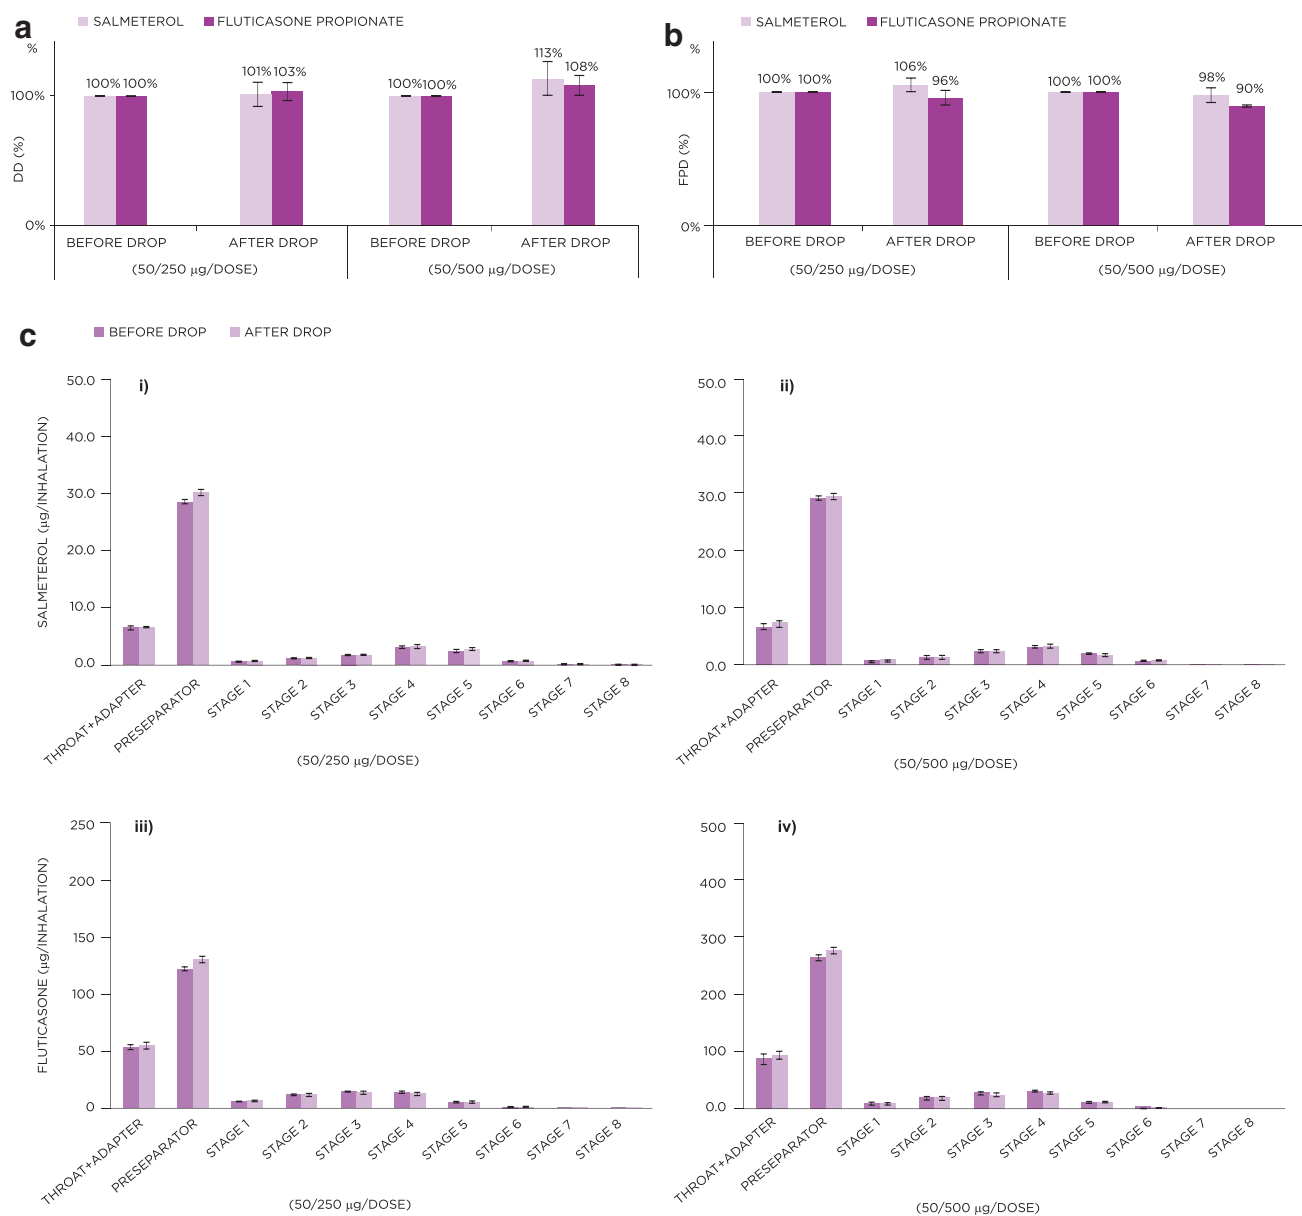 a
SALMETEROL FLUTICASONE PROPIONATE
%
100% 100% 101% 103% 100% 100% 113% 108%
100%
DD (%)
0%
BEFORE DROP AFTER DROP BEFORE DROP AFTER DROP
(50/250 μg/DOSE) (50/500 μg/DOSE)
b
SALMETEROL FLUTICASONE PROPIONATE
%
100% 100% 106% 96% 100% 100% 98% 90%
100%
FPD (%)
0%
BEFORE DROP AFTER DROP BEFORE DROP AFTER DROP
(50/250 μg/DOSE) (50/500 μg/DOSE)
c
BEFORE DROP AFTER DROP
i)
SALMETEROL (μg/INHALATION)
50.0
40.0
30.0
20.0
10.0
0.0
THROAT+ADAPTER PRESEPARATOR STAGE 1 STAGE 2 STAGE 3 STAGE 4 STAGE 5 STAGE 6 STAGE 7 STAGE 8
(50/250 μg/DOSE)
ii)
50.0
40.0
30.0
20.0
10.0
0.0
THROAT+ADAPTER PRESEPARATOR STAGE 1 STAGE 2 STAGE 3 STAGE 4 STAGE 5 STAGE 6 STAGE 7 STAGE 8
(50/500 μg/DOSE)
iii)
FLUTICASONE (μg/INHALATION)
250
200
150
100
50
0
THROAT+ADAPTER PRESEPARATOR STAGE 1 STAGE 2 STAGE 3 STAGE 4 STAGE 5 STAGE 6 STAGE 7 STAGE 8
(50/250 μg/DOSE)
iv)
500
400
300
200
100
0.0
THROAT+ADAPTER PRESEPARATOR STAGE 1 STAGE 2 STAGE 3 STAGE 4 STAGE 5 STAGE 6 STAGE 7 STAGE 8
(50/500 μg/DOSE)